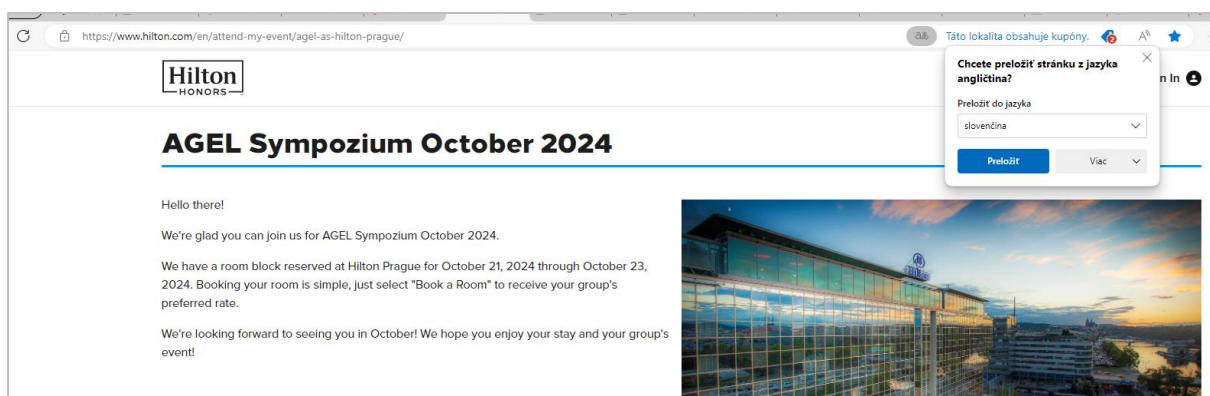 https://www.hilton.com/en/attend-my-event/agel-as-hilton-prague/
aあ
Táto lokalita obsahuje kupóny.
2
A
Hilton
HONORS
n In
Chcete preložiť stránku z jazyka
angličtina?
Preložiť do jazyka
slovenčina
Preložiť
Viac
AGEL Sympozium October 2024
Hello there!
We're glad you can join us for AGEL Sympozium October 2024.
We have a room block reserved at Hilton Prague for October 21, 2024 through October 23,
2024. Booking your room is simple, just select "Book a Room" to receive your group's
preferred rate.
We're looking forward to seeing you in October! We hope you enjoy your stay and your group's
event!
Hilton